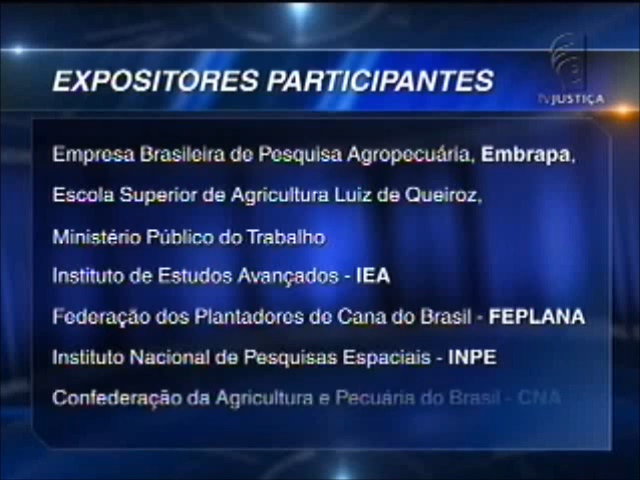 EXPOSITORES PARTICIPANTES
TVJUSTIÇA
Empresa Brasileira de Pesquisa Agropecuária, Embrapa,
Escola Superior de Agricultura Luiz de Queiroz,
Ministério Público do Trabalho
Instituto de Estudos Avançados - IEA
Federação dos Plantadores de Cana do Brasil - FEPLANA
Instituto Nacional de Pesquisas Espaciais - INPE
Confederação da Agricultura e Pecuária do Brasil - CNA